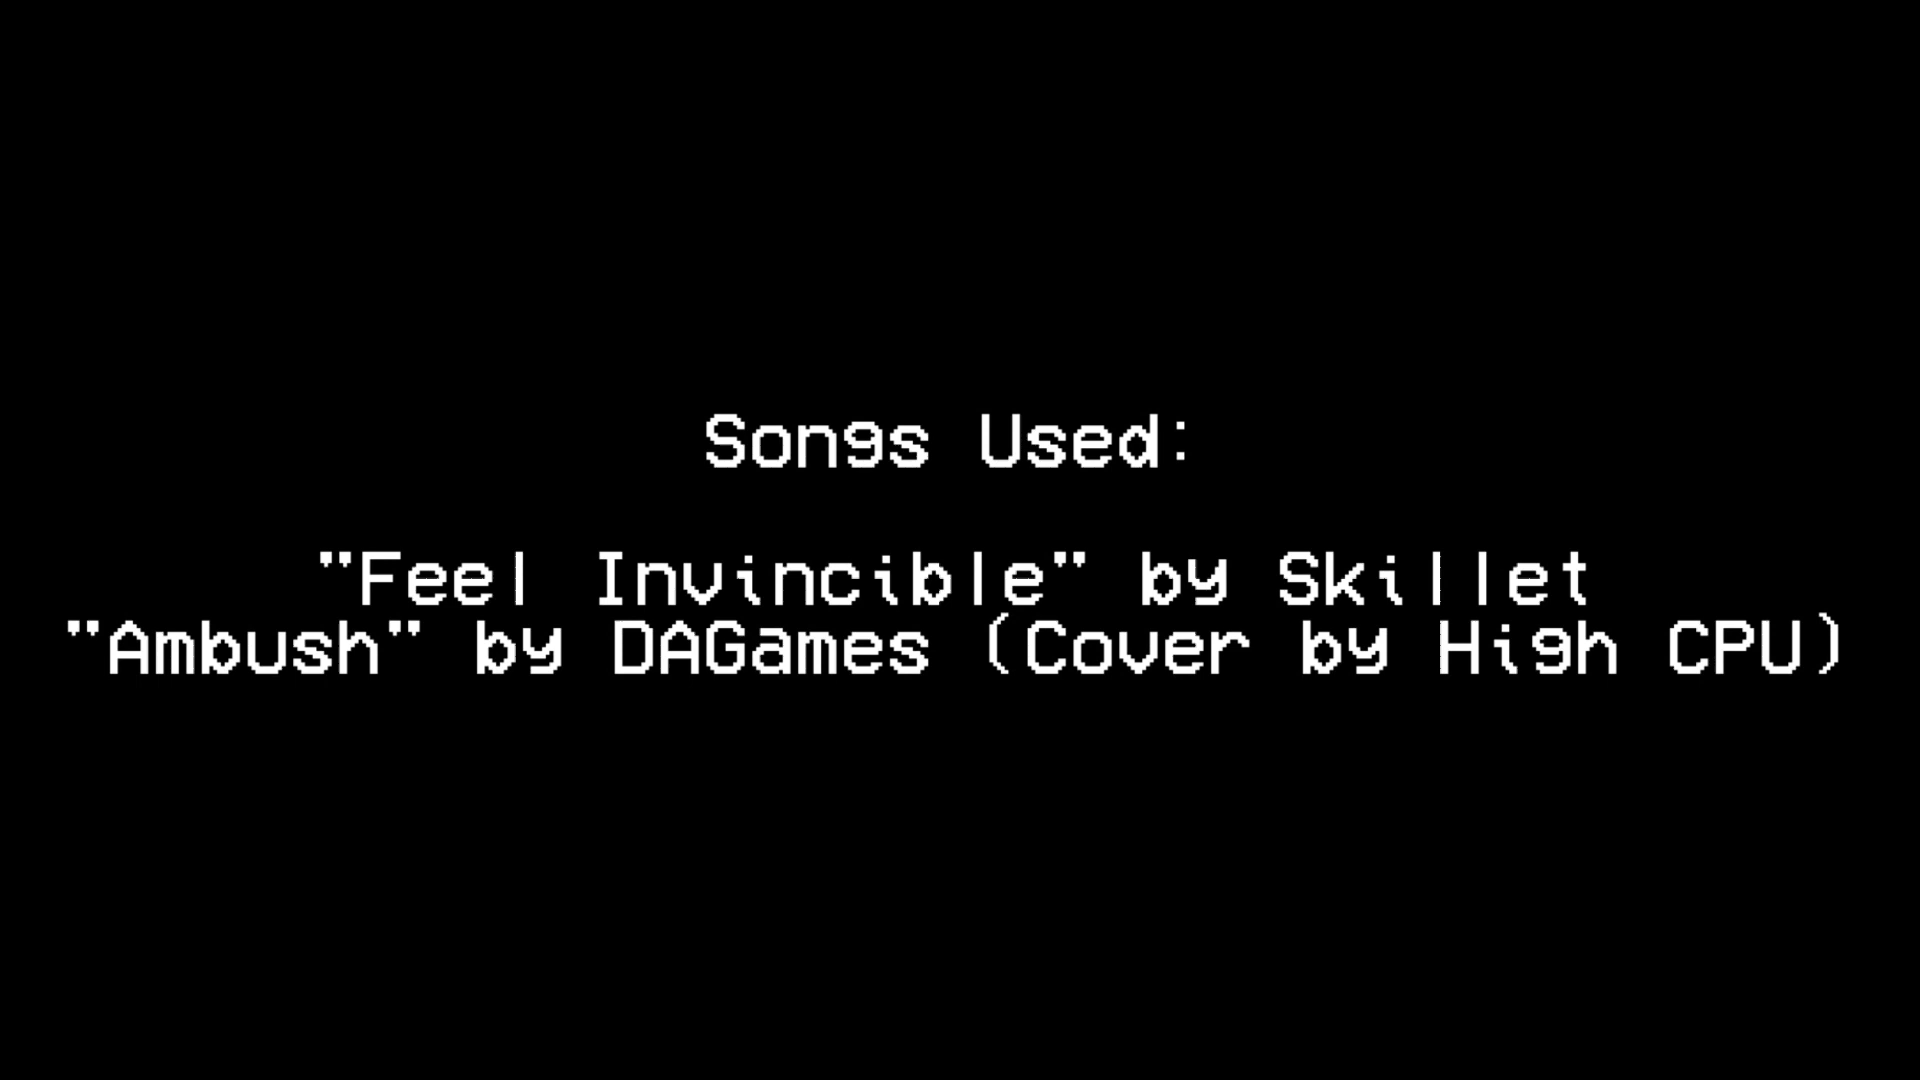 Songs Used:
"Feel Invincible" by Skillet
"Ambush" by DAGames (Cover by High CPU)